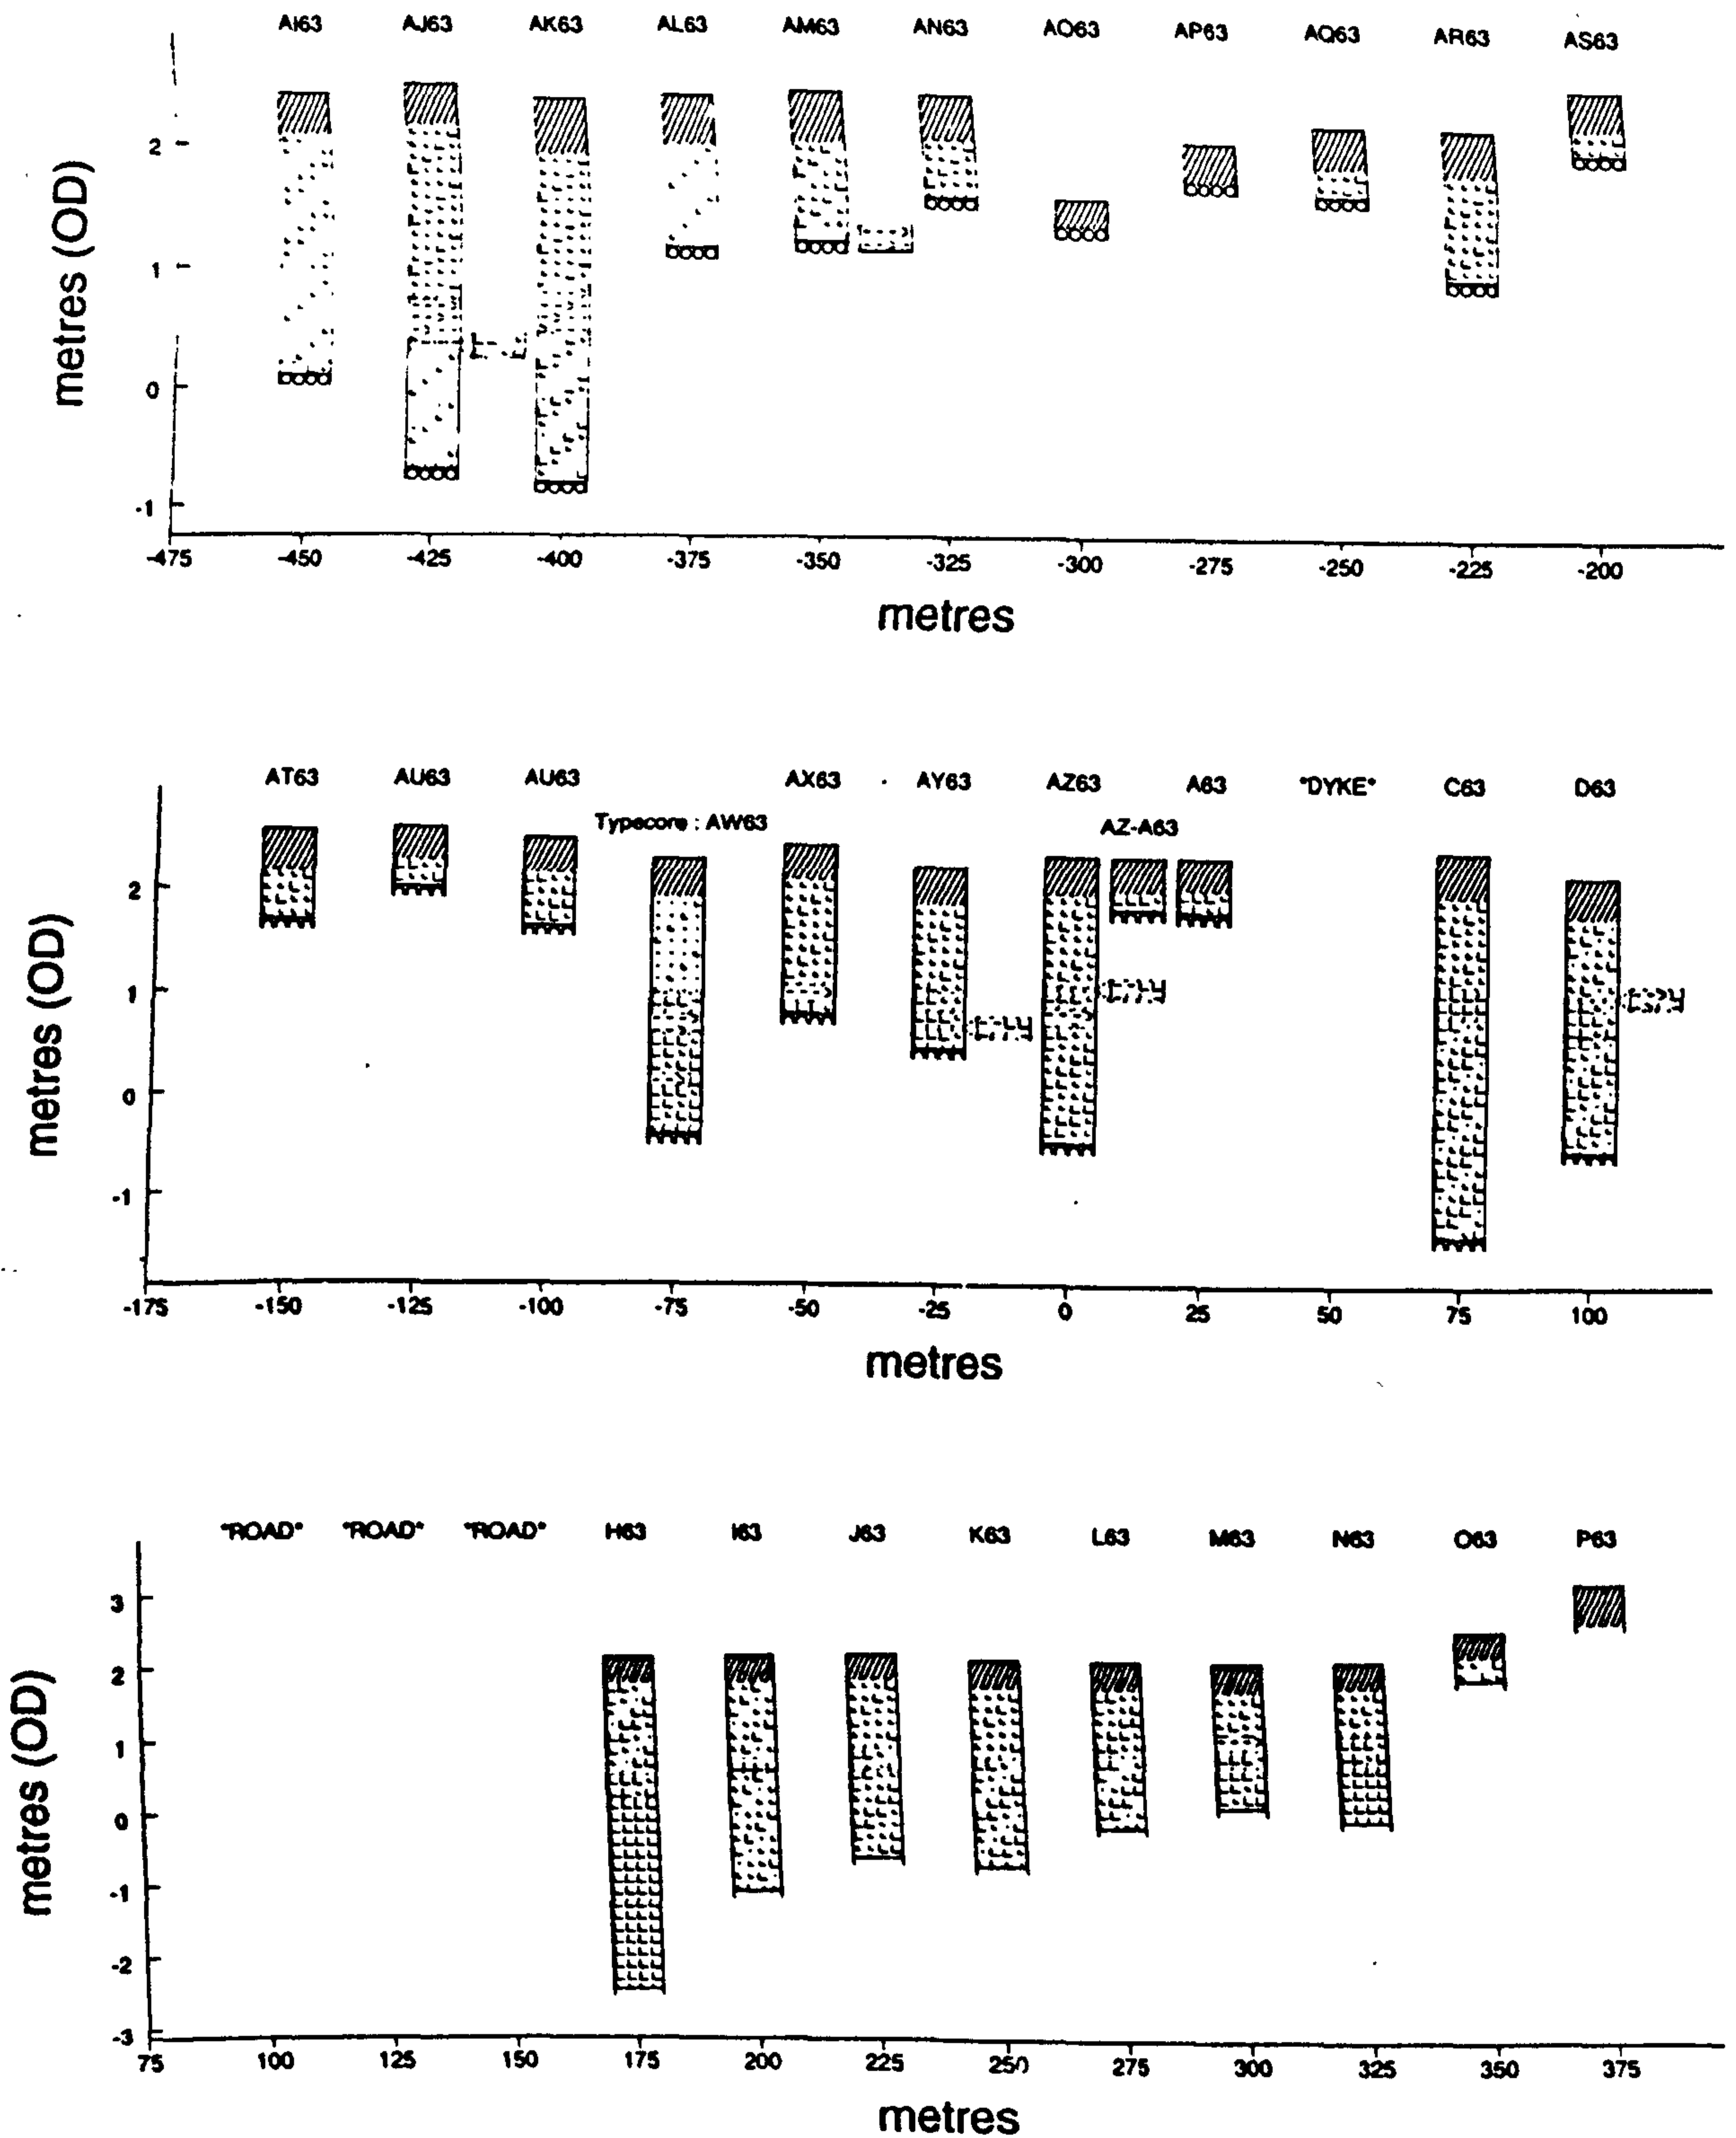 AI63 AJ63 AK63 AL63 AM63 AN63 AO63 AP63 AQ63 AR63 AS63
metres (OD)
2
1
0
-1
-475 -450 -425 -400 -375 -350 -325 -300 -275 -250 -225 -200
metres
AT63 AU63 AU63 AX63 AY63 AZ63 A63 "DYKE" C63 D63
Typecore : AW63 AZ-A63
metres (OD)
2
1
0
-1
-175 -150 -125 -100 -75 -50 -25 0 25 50 75 100
metres
"ROAD" "ROAD" "ROAD" H63 I63 J63 K63 L63 M63 N63 O63 P63
metres (OD)
3
2
1
0
-1
-2
-3
75 100 125 150 175 200 225 250 275 300 325 350 375
metres